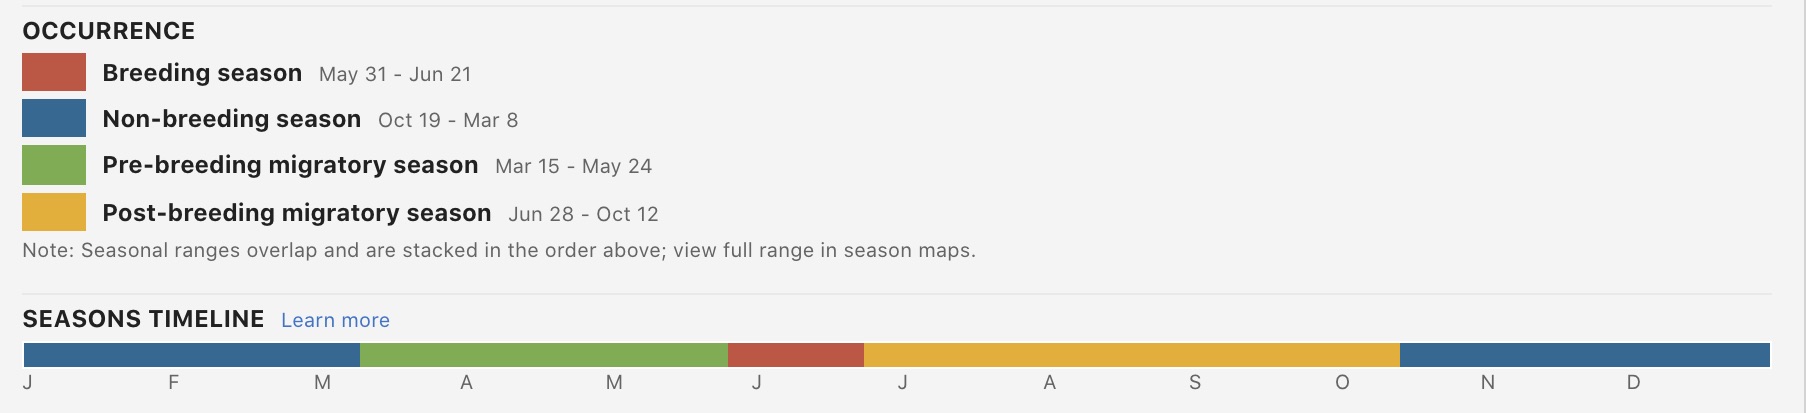 OCCURRENCE
Breeding season May 31 - Jun 21
Non-breeding season Oct 19 - Mar 8
Pre-breeding migratory season Mar 15 - May 24
Post-breeding migratory season Jun 28 - Oct 12
Note: Seasonal ranges overlap and are stacked in the order above; view full range in season maps.
SEASONS TIMELINE Learn more
J F M A M J J A S O N D